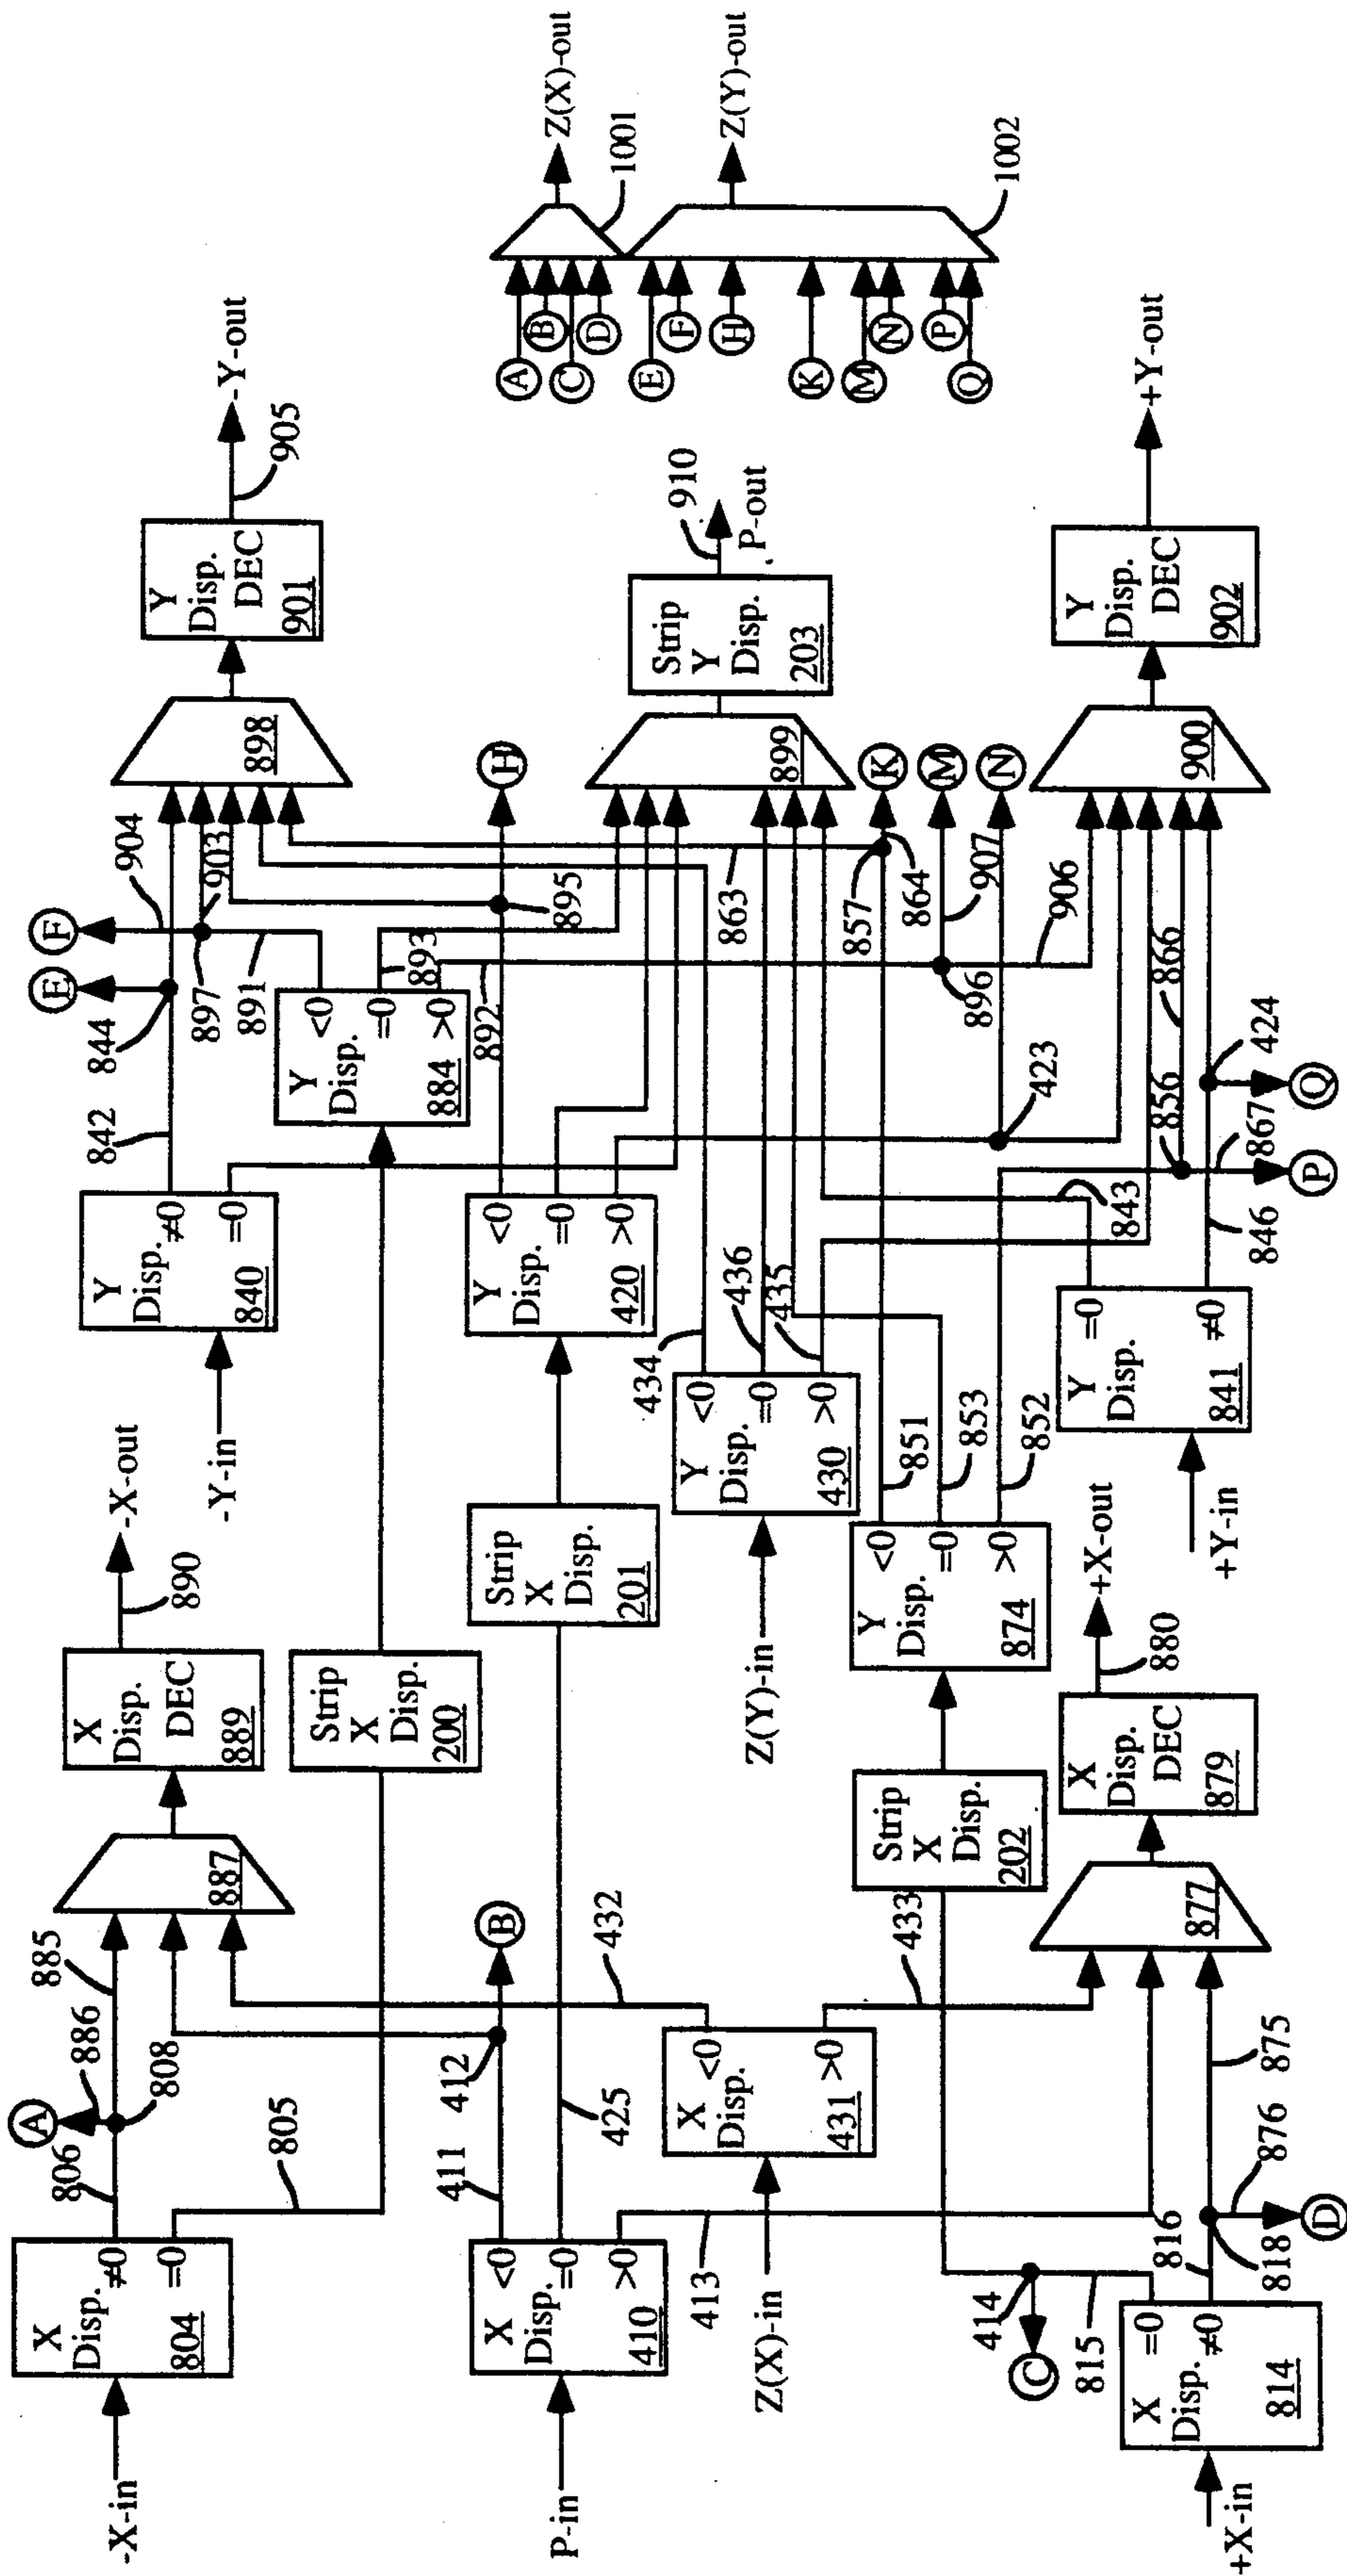 -X-in
X
Disp.
≠0
=0
804
806
A
886
808
885
805
887
X
Disp.
DEC
889
890
-X-out
Strip
X
Disp.
200
-Y-in
Y
Disp.
≠0
=0
840
842
844
E
F
904
897
903
891
Y
Disp.
<0
=0
>0
884
893
892
898
Y
Disp.
DEC
901
905
-Y-out
P-in
X
Disp.
<0
=0
>0
410
411
412
B
425
413
Strip
X
Disp.
201
Y
Disp.
<0
=0
>0
420
H
895
899
Strip
Y
Disp.
203
910
P-out
Z(X)-in
X
Disp.
<0
>0
431
432
433
Z(Y)-in
Y
Disp.
<0
=0
>0
430
434
436
435
863
857
864
K
M
N
907
896
906
423
+X-in
X
Disp.
=0
≠0
814
C
414
815
816
818
D
876
875
877
Strip
X
Disp.
202
X
Disp.
DEC
879
880
+X-out
Y
Disp.
<0
=0
>0
874
851
853
852
+Y-in
Y
Disp.
=0
≠0
841
843
846
856
867
P
866
424
Q
900
Y
Disp.
DEC
902
+Y-out
A
B
C
D
E
F
H
K
M
N
P
Q
1001
Z(X)-out
1002
Z(Y)-out